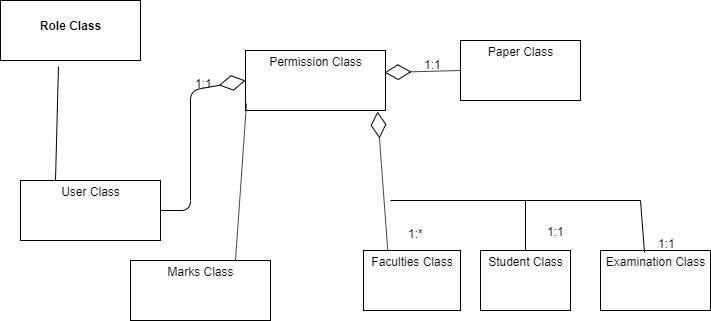 Role Class
Permission Class
Paper Class
1:1
1:1
User Class
1:*
1:1
1:1
Marks Class
Faculties Class
Student Class
Examination Class